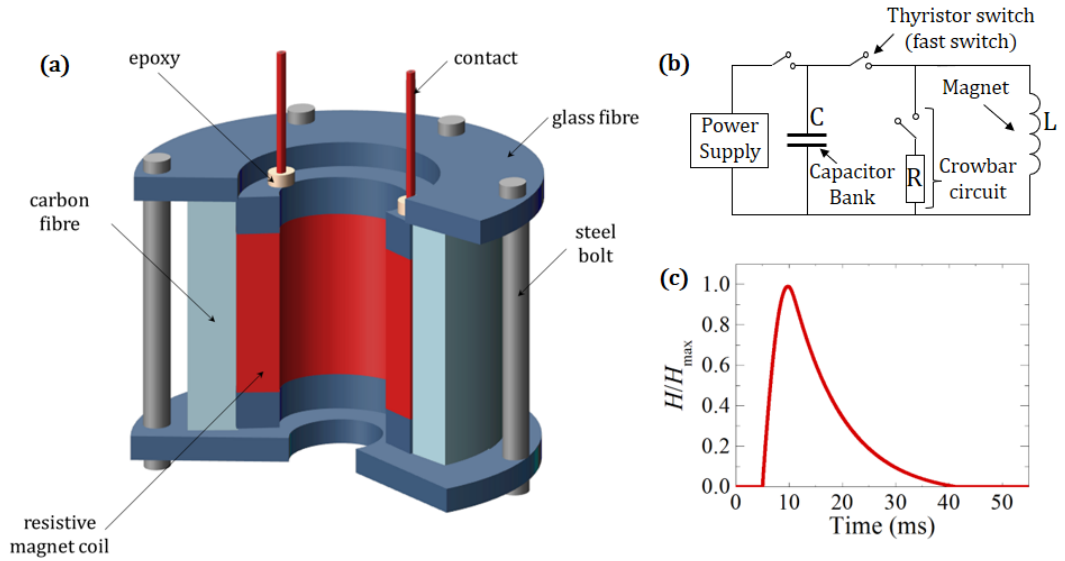 (a)
epoxy
contact
glass fibre
carbon
fibre
steel
bolt
resistive
magnet coil
(b)
Thyristor switch
(fast switch)
Magnet
Power
Supply
C
Capacitor
Bank
R
Crowbar
circuit
L
(c)
H/Hmax
1.0
0.8
0.6
0.4
0.2
0.0
0 10 20 30 40 50
Time (ms)